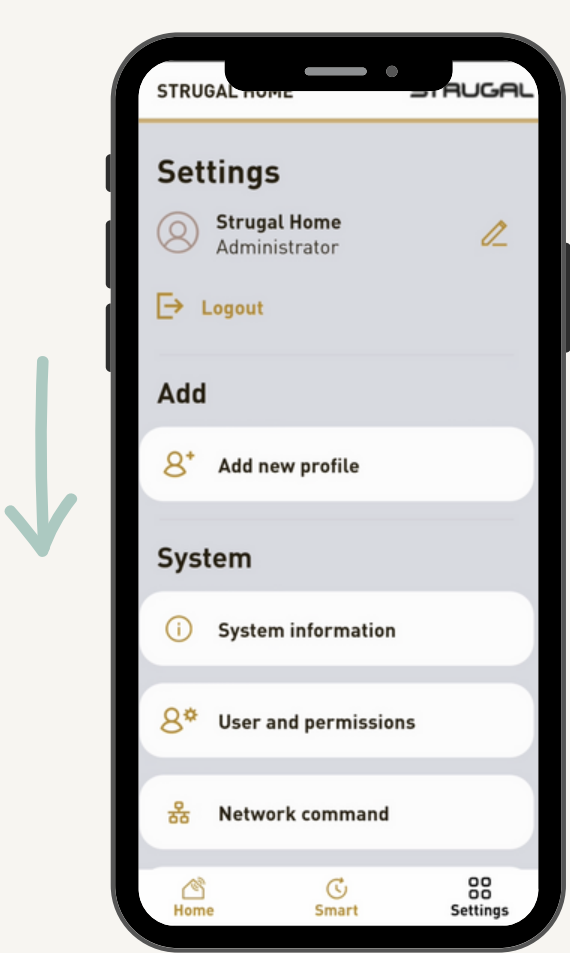 STRUGAL HOME STRUGAL
Settings
Strugal Home
Administrator
Logout
Add
Add new profile
System
System information
User and permissions
Network command
Home Smart Settings